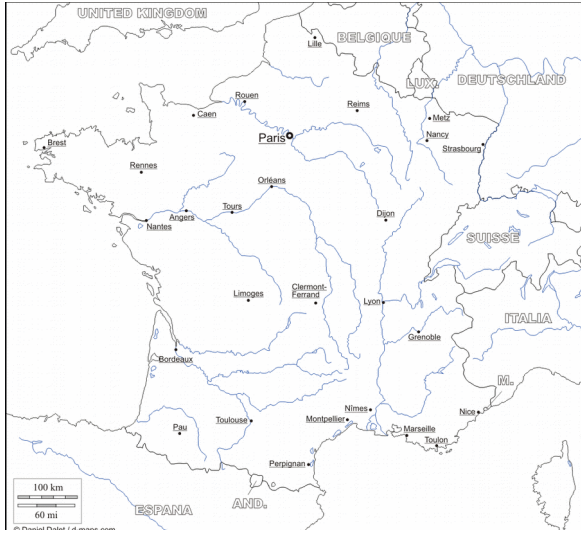 UNITED KINGDOM
BELGIQUE
Lille
LUX.
DEUTSCHLAND
Rouen
Reims
Caen
Metz
Paris
Nancy
Strasbourg
Brest
Rennes
Orléans
Tours
Angers
Nantes
Dijon
SUISSE
Limoges
Clermont-
Ferrand
Lyon
ITALIA
Grenoble
Bordeaux
M.
Nîmes
Nice
Toulouse
Montpellier
Pau
Marseille
Toulon
Perpignan
100 km
60 mi
AND.
ESPANA
© Daniel Dalet / d-maps.com